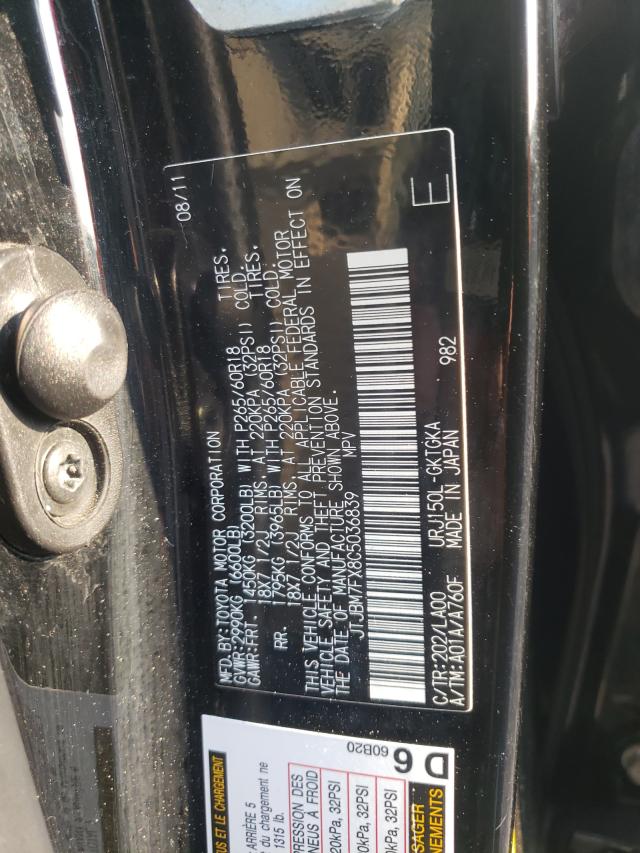 08/11
MFD. BY: TOYOTA MOTOR CORPORATION
GVWR: 2990KG (6600LB)
GAWR: FRT. 1450KG (3200LB) WITH P265/60R18 TIRES,
18X7 1/2J RIMS, AT 220KPA (32PSI) COLD.
RR. 1795KG (3965LB) WITH P265/60R18 TIRES,
18X7 1/2J RIMS, AT 220KPA (32PSI) COLD.
THIS VEHICLE CONFORMS TO ALL APPLICABLE FEDERAL MOTOR
VEHICLE SAFETY AND THEFT PREVENTION STANDARDS IN EFFECT ON
THE DATE OF MANUFACTURE SHOWN ABOVE.
JTJBM7FX8C5036839 MPV
C/TR:202/LA00 URJ150L-GKTGKA 982
A/TM:A01A/A760F MADE IN JAPAN
E
US ET LE CHARGEMENT
ARRIÈRE 5
du chargement ne
1315 lb.
PRESSION DES
NEUS À FROID
20kPa, 32PSI
0kPa, 32PSI
20kPa, 32PSI
SAGER
NEMENTS
60B20
D 6